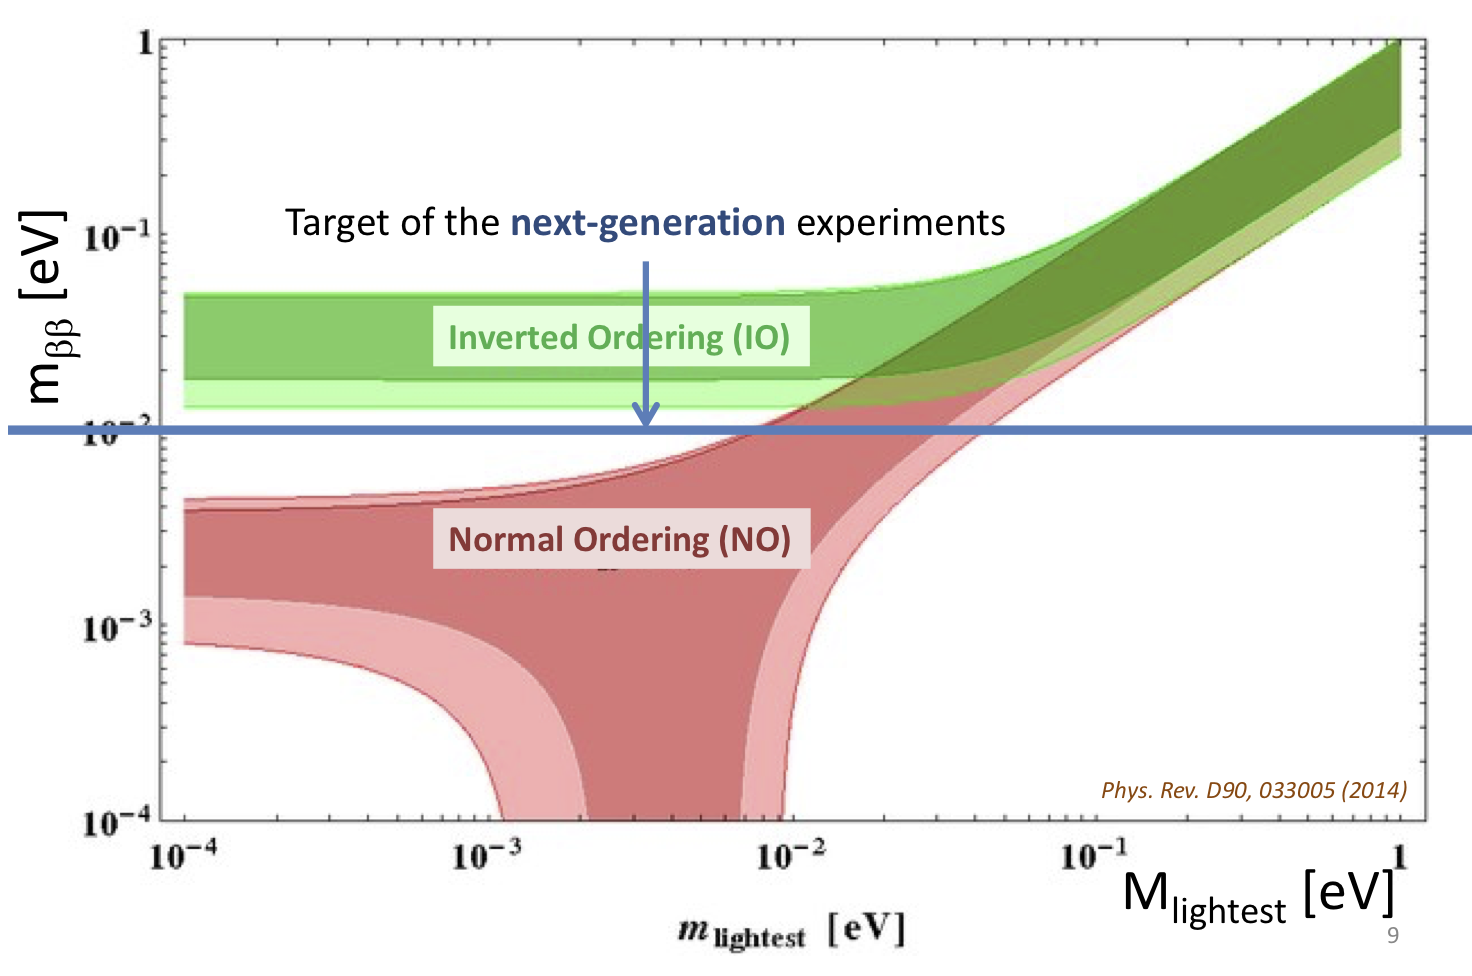 1
Target of the next-generation experiments
10⁻¹
m_ββ [eV]
Inverted Ordering (IO)
10⁻²
Normal Ordering (NO)
10⁻³
Phys. Rev. D90, 033005 (2014)
10⁻⁴
10⁻⁴ 10⁻³ 10⁻² 10⁻¹ 1
M_lightest [eV]
m_lightest [eV]
9